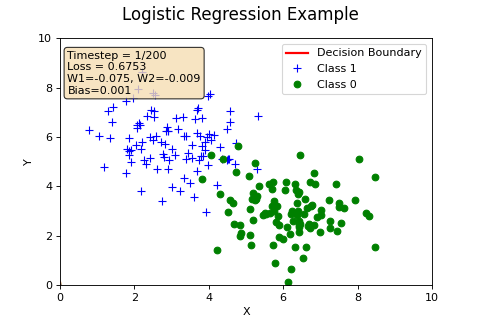 Logistic Regression Example
Timestep = 1/200
Loss = 0.6753
W1=-0.075, W2=-0.009
Bias=0.001
Decision Boundary
Class 1
Class 0
10
8
6
4
2
0
Y
0
2
4
6
8
10
X